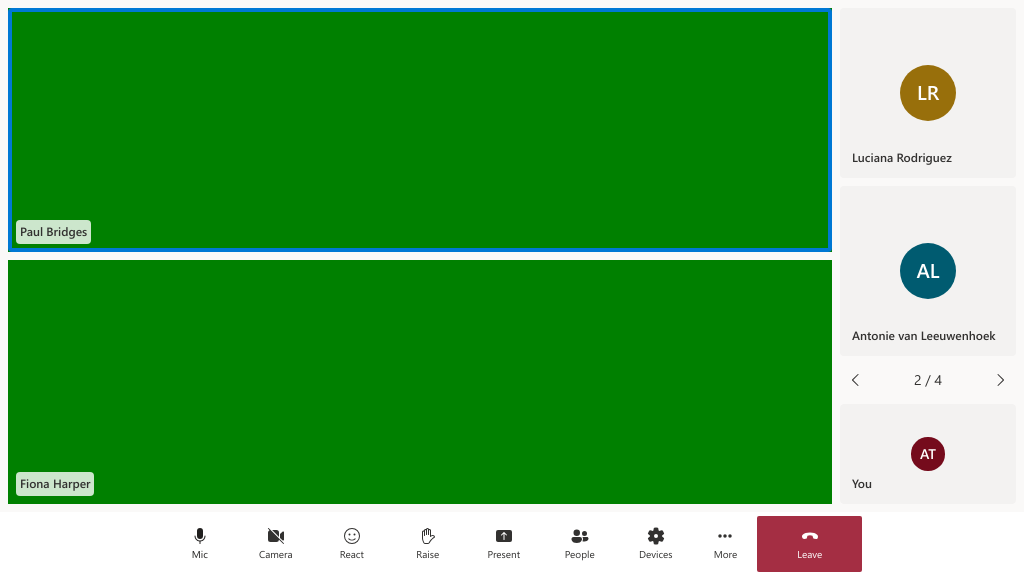 Paul Bridges
Fiona Harper
LR
Luciana Rodriguez
AL
Antonie van Leeuwenhoek
2 / 4
AT
You
Mic
Camera
React
Raise
Present
People
Devices
More
Leave